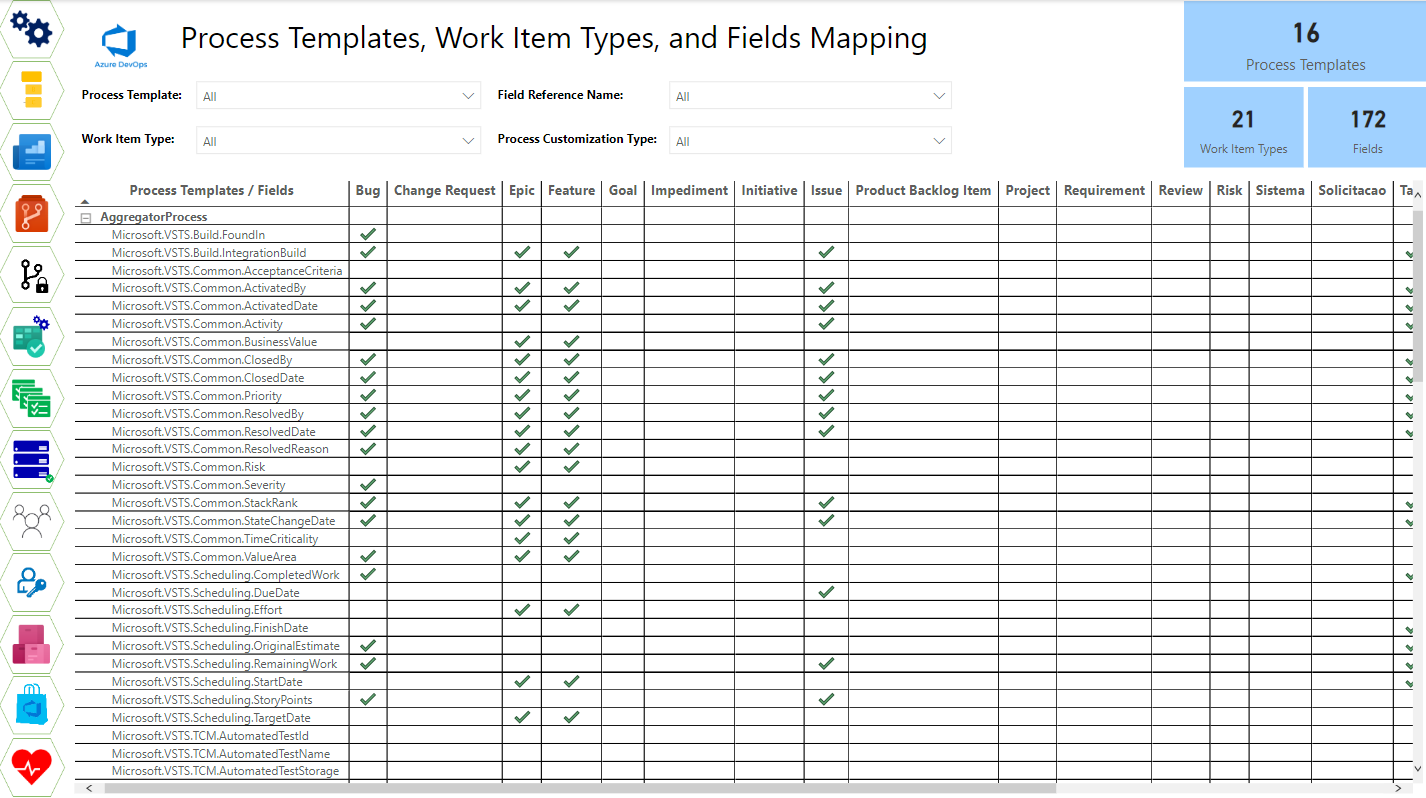 Process Templates, Work Item Types, and Fields Mapping
Azure DevOps
16
Process Templates
21
Work Item Types
172
Fields
Process Template: All
Field Reference Name: All
Work Item Type: All
Process Customization Type: All
Process Templates / Fields Bug Change Request Epic Feature Goal Impediment Initiative Issue Product Backlog Item Project Requirement Review Risk Sistema Solicitacao Ta
AggregatorProcess
Microsoft.VSTS.Build.FoundIn
Microsoft.VSTS.Build.IntegrationBuild
Microsoft.VSTS.Common.AcceptanceCriteria
Microsoft.VSTS.Common.ActivatedBy
Microsoft.VSTS.Common.ActivatedDate
Microsoft.VSTS.Common.Activity
Microsoft.VSTS.Common.BusinessValue
Microsoft.VSTS.Common.ClosedBy
Microsoft.VSTS.Common.ClosedDate
Microsoft.VSTS.Common.Priority
Microsoft.VSTS.Common.ResolvedBy
Microsoft.VSTS.Common.ResolvedDate
Microsoft.VSTS.Common.ResolvedReason
Microsoft.VSTS.Common.Risk
Microsoft.VSTS.Common.Severity
Microsoft.VSTS.Common.StackRank
Microsoft.VSTS.Common.StateChangeDate
Microsoft.VSTS.Common.TimeCriticality
Microsoft.VSTS.Common.ValueArea
Microsoft.VSTS.Scheduling.CompletedWork
Microsoft.VSTS.Scheduling.DueDate
Microsoft.VSTS.Scheduling.Effort
Microsoft.VSTS.Scheduling.FinishDate
Microsoft.VSTS.Scheduling.OriginalEstimate
Microsoft.VSTS.Scheduling.RemainingWork
Microsoft.VSTS.Scheduling.StartDate
Microsoft.VSTS.Scheduling.StoryPoints
Microsoft.VSTS.Scheduling.TargetDate
Microsoft.VSTS.TCM.AutomatedTestId
Microsoft.VSTS.TCM.AutomatedTestName
Microsoft.VSTS.TCM.AutomatedTestStorage